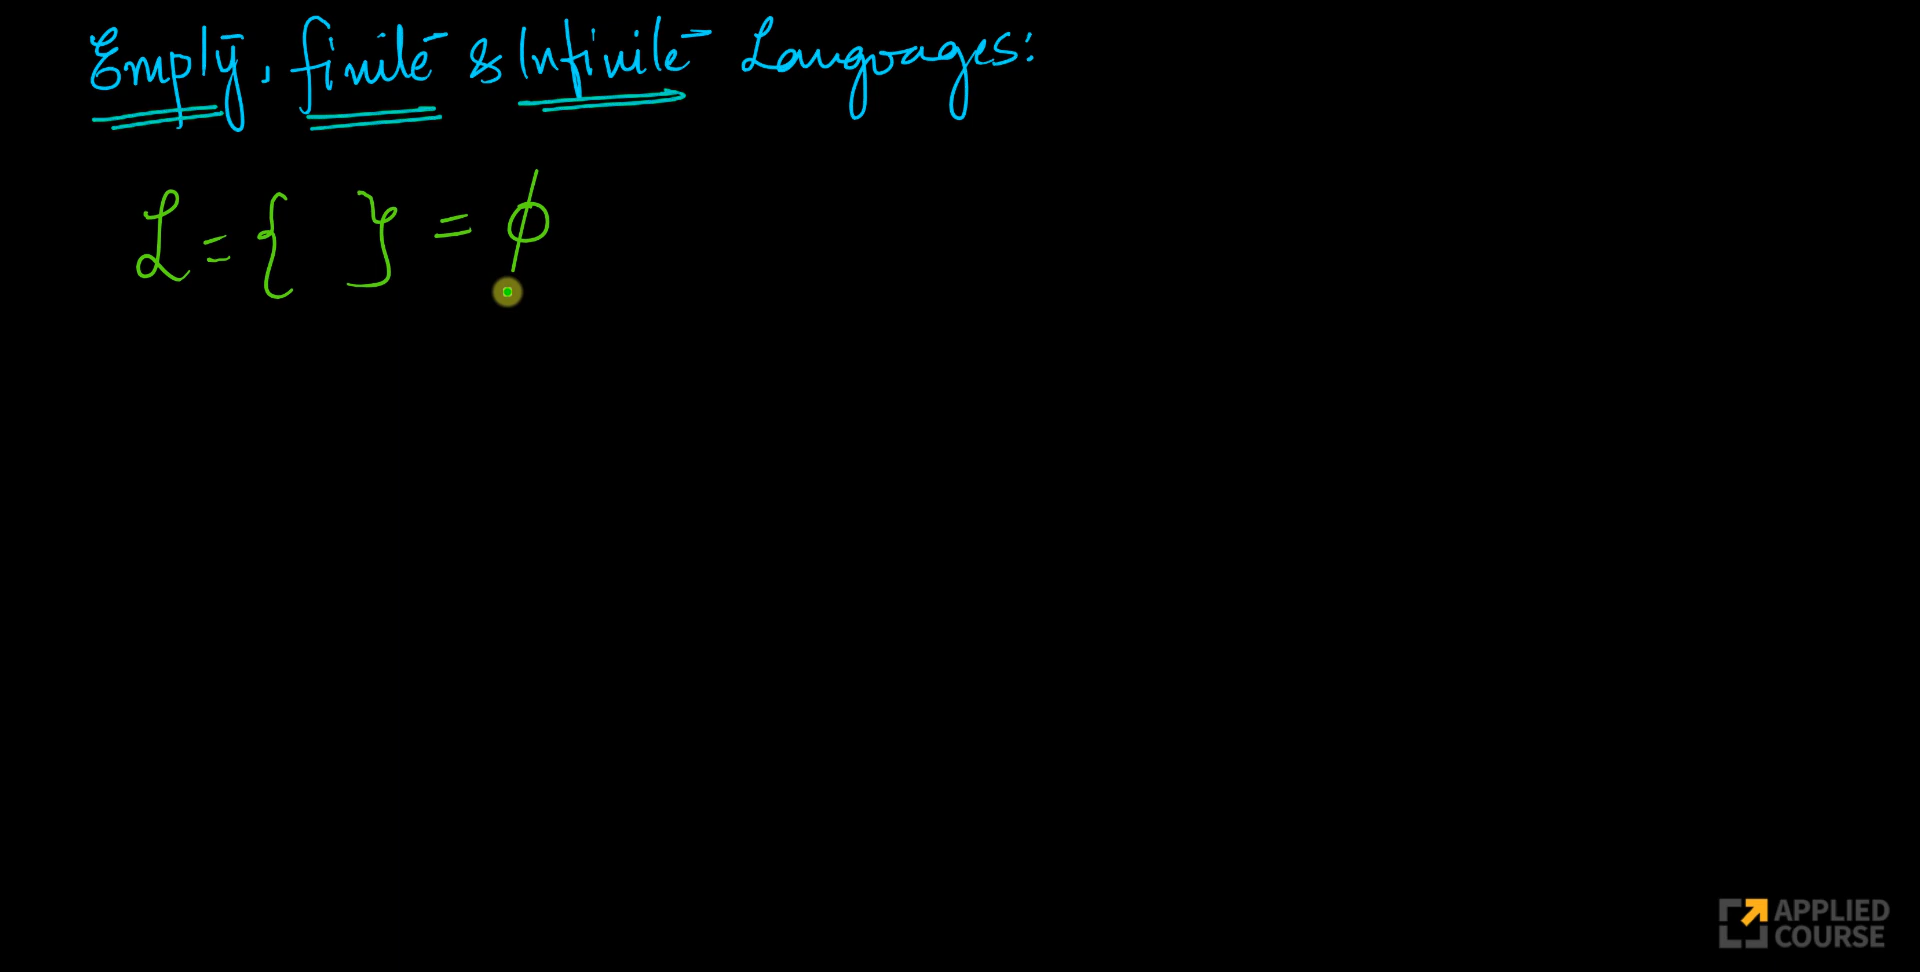 Empty, finite & Infinite Languages:
L = { } = ϕ
APPLIED
COURSE